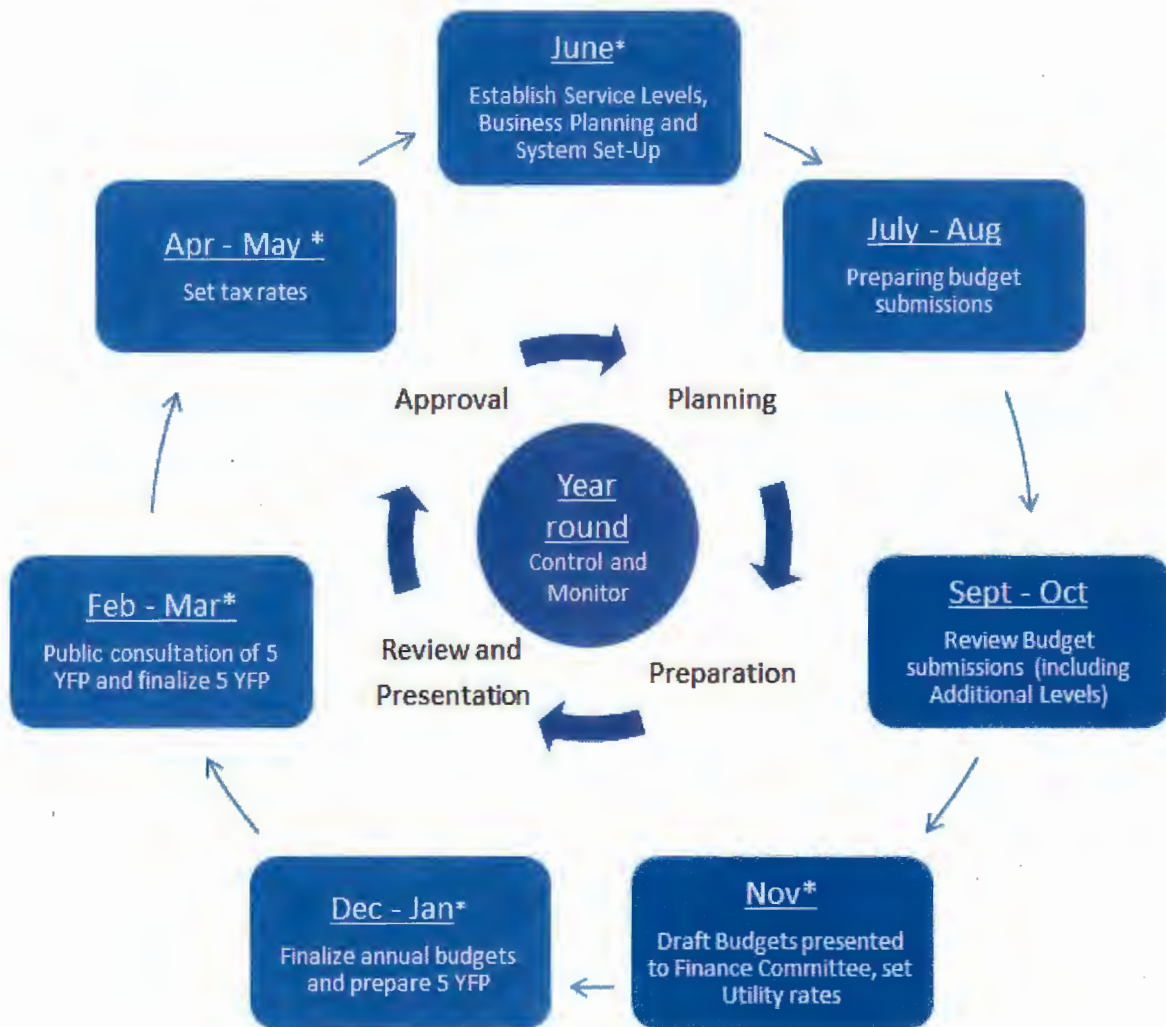 June*
Establish Service Levels,
Business Planning and
System Set-Up
July - Aug
Preparing budget
submissions
Sept - Oct
Review Budget
submissions (including
Additional Levels)
Nov*
Draft Budgets presented
to Finance Committee, set
Utility rates
Dec - Jan*
Finalize annual budgets
and prepare 5 YFP
Feb - Mar*
Public consultation of 5
YFP and finalize 5 YFP
Apr - May *
Set tax rates
Approval
Planning
Preparation
Review and
Presentation
Year
round
Control and
Monitor